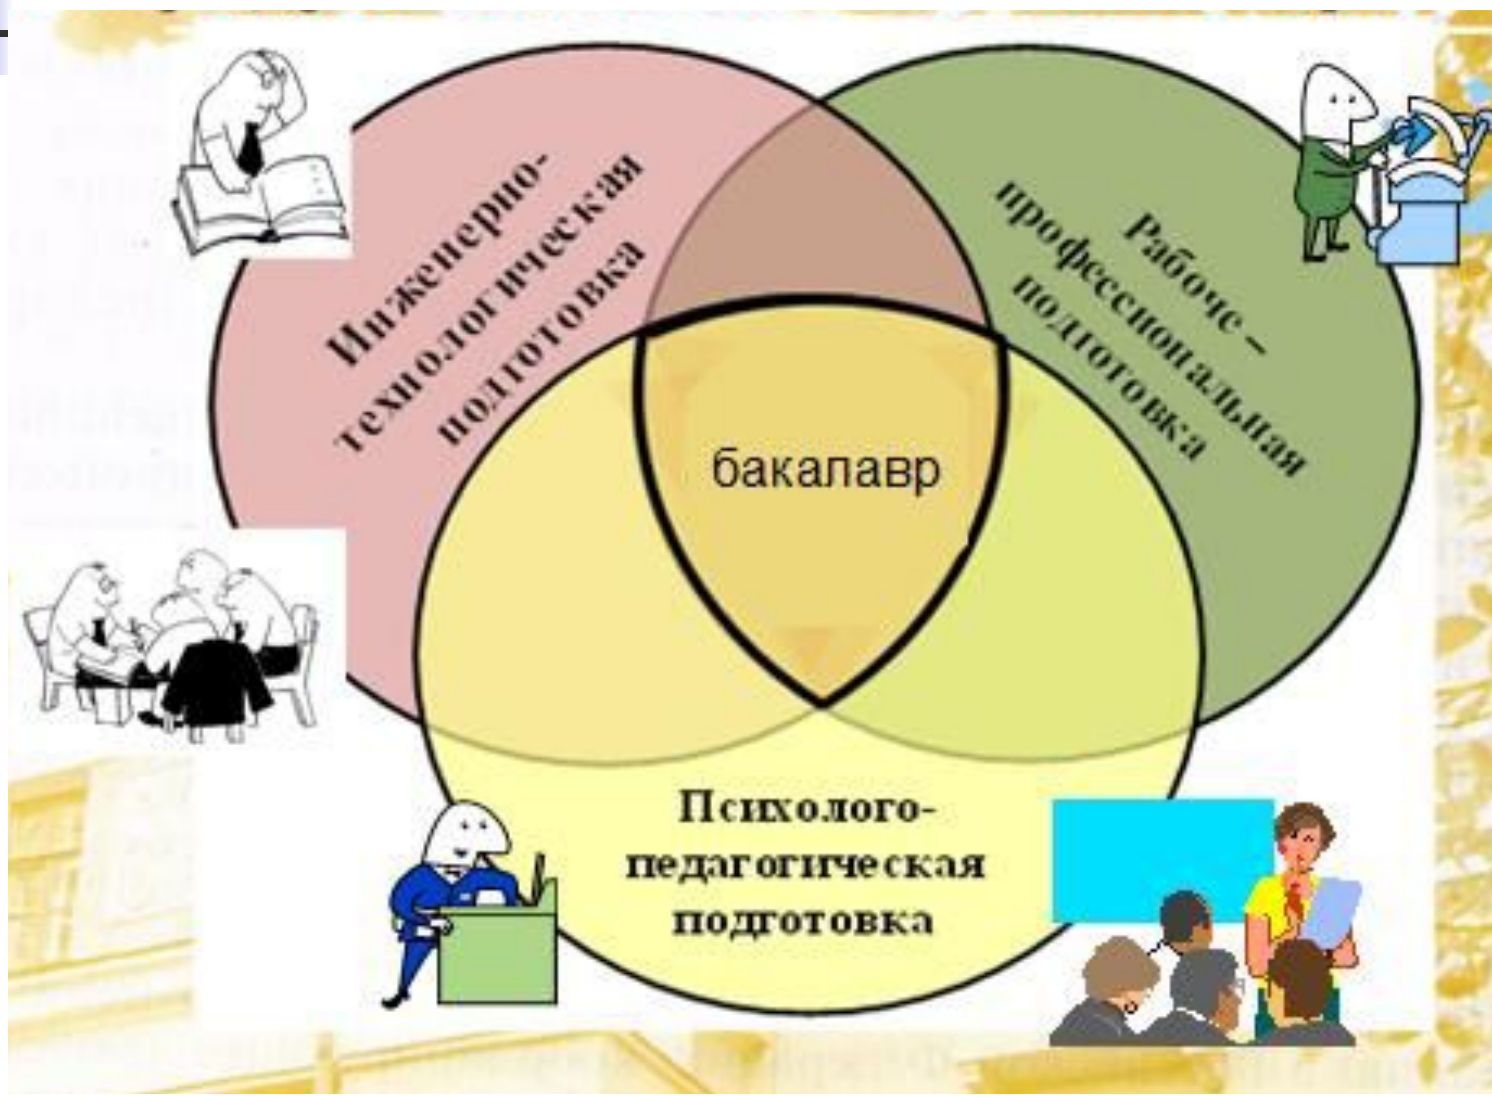 Инженерно-
технологическая
подготовка
Рабоче –
профессиональная
подготовка
бакалавр
Психолого-
педагогическая
подготовка